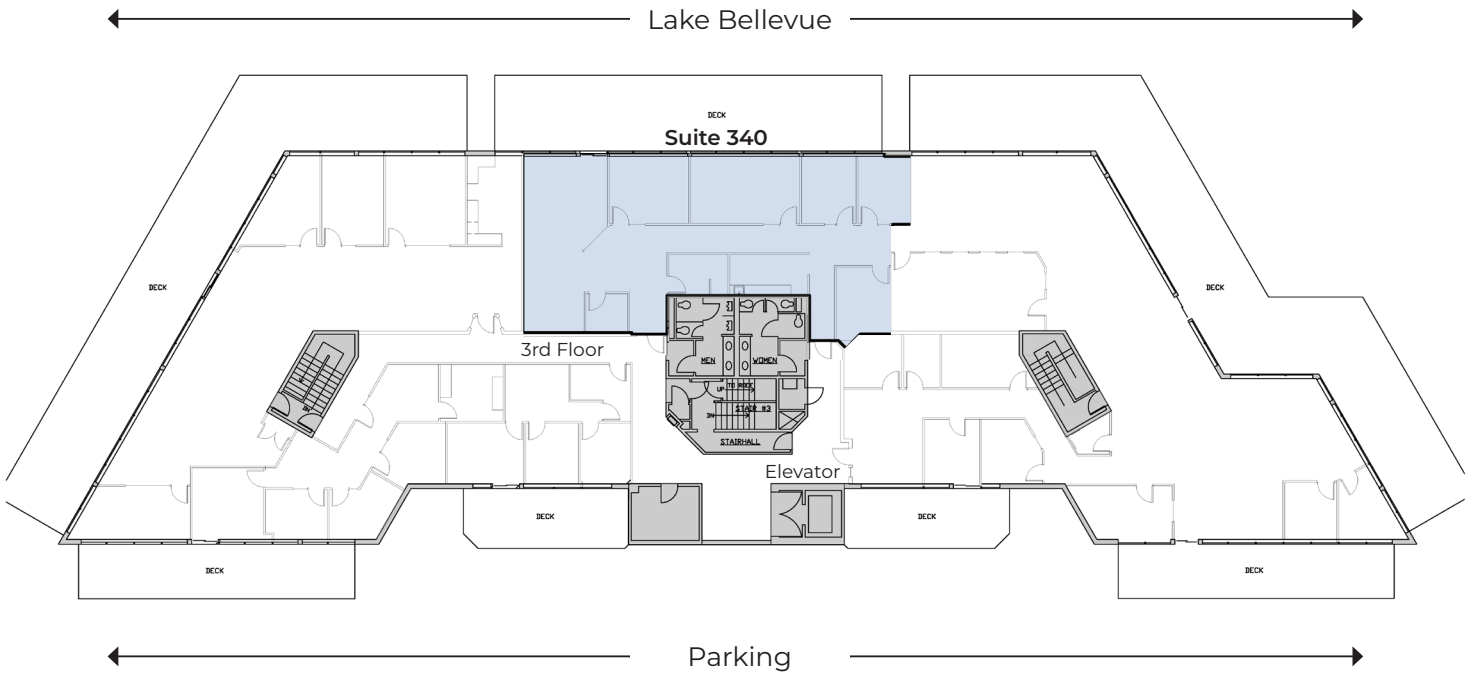 Lake Bellevue
DECK
Suite 340
DECK
DECK
3rd Floor
MEN
WOMEN
UP TO ROOF
DN
DN
STAIR #3
STAIRHALL
Elevator
DECK
DECK
DECK
DECK
Parking